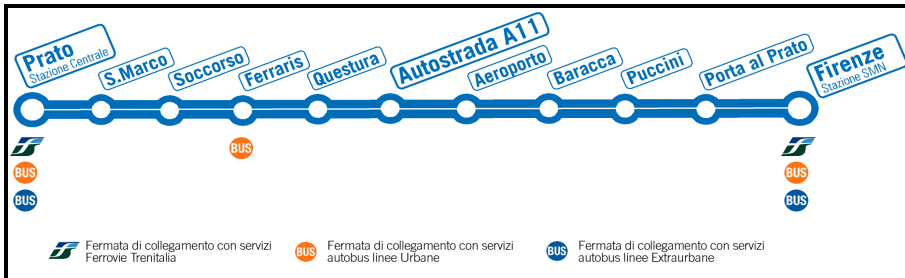 Prato
Stazione Centrale
S.Marco
Soccorso
Ferraris
Questura
Autostrada A11
Aeroporto
Baracca
Puccini
Porta al Prato
Firenze
Stazione SMN
BUS
BUS
BUS
BUS
BUS
Fermata di collegamento con servizi
Ferrovie Trenitalia
BUS
Fermata di collegamento con servizi
autobus linee Urbane
BUS
Fermata di collegamento con servizi
autobus linee Extraurbane